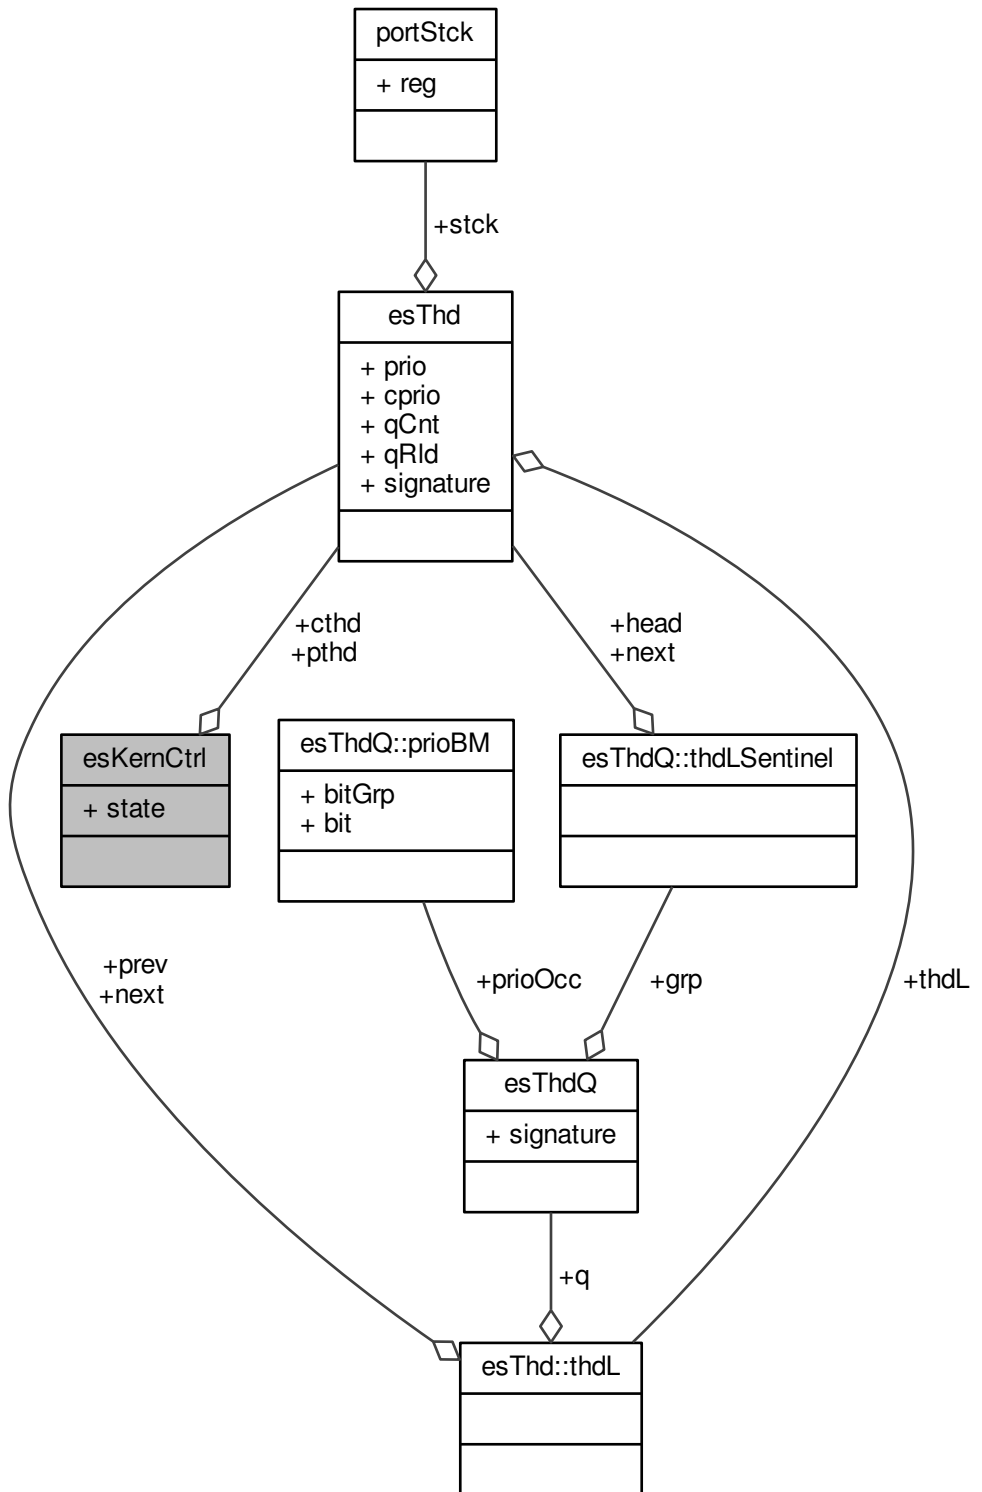 portStck
+ reg
+stck
esThd
+ prio
+ cprio
+ qCnt
+ qRld
+ signature
+cthd
+pthd
+head
+next
esKernCtrl
+ state
esThdQ::prioBM
+ bitGrp
+ bit
esThdQ::thdLSentinel
+prev
+next
+prioOcc
+grp
+thdL
esThdQ
+ signature
+q
esThd::thdL